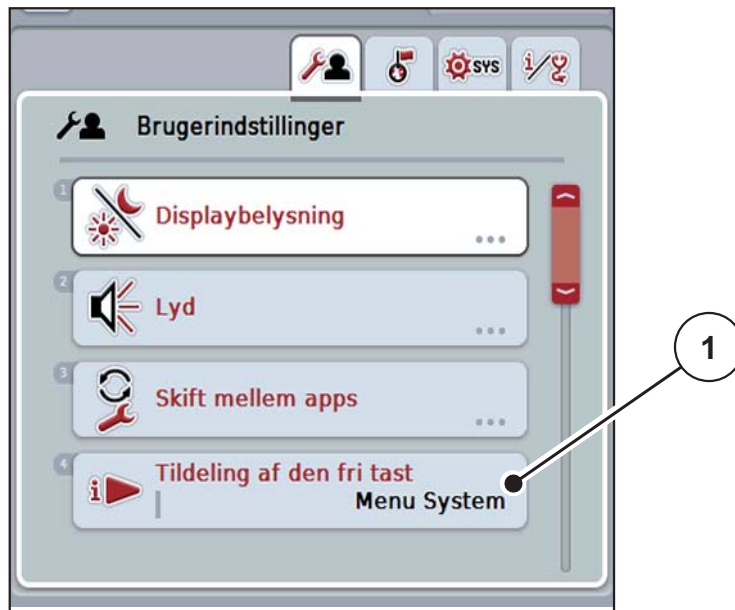 SYS
i/
Brugerindstillinger
1
Displaybelysning
...
2
Lyd
...
3
Skift mellem apps
...
4
i
Tildeling af den fri tast
Menu System
1